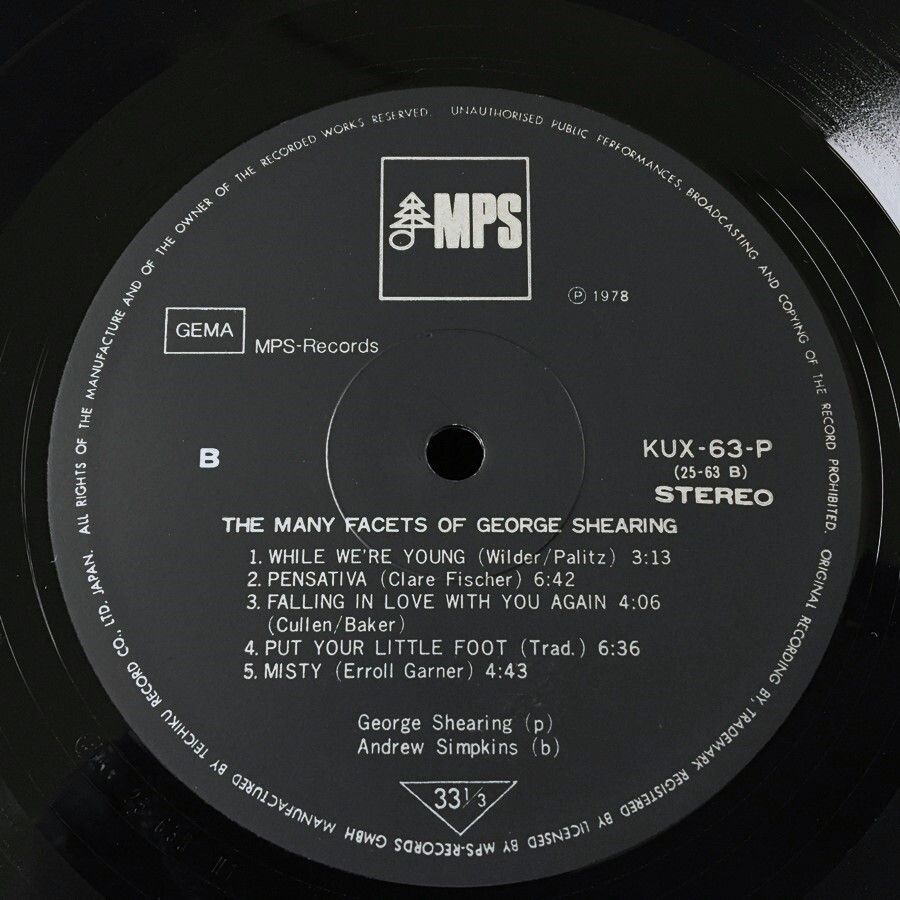 ALL RIGHTS OF THE MANUFACTURE AND OF THE OWNER OF THE RECORDED WORKS RESERVED. UNAUTHORISED PUBLIC PERFORMANCES, BROADCASTING AND COPYING OF THE RECORD PROHIBITED.
MPS
Ⓟ 1978
GEMA
MPS-Records
B
KUX-63-P
(25-63 B)
STEREO
THE MANY FACETS OF GEORGE SHEARING
1. WHILE WE'RE YOUNG (Wilder/Palitz) 3:13
2. PENSATIVA (Clare Fischer) 6:42
3. FALLING IN LOVE WITH YOU AGAIN 4:06
(Cullen/Baker)
4. PUT YOUR LITTLE FOOT (Trad.) 6:36
5. MISTY (Erroll Garner) 4:43
George Shearing (p)
Andrew Simpkins (b)
33 1/3
ORIGINAL RECORDING BY, TRADEMARK REGISTERED BY LICENSED BY MPS-RECORDS GMBH MANUFACTURED BY TEICHIKU RECORD CO., LTD. JAPAN.